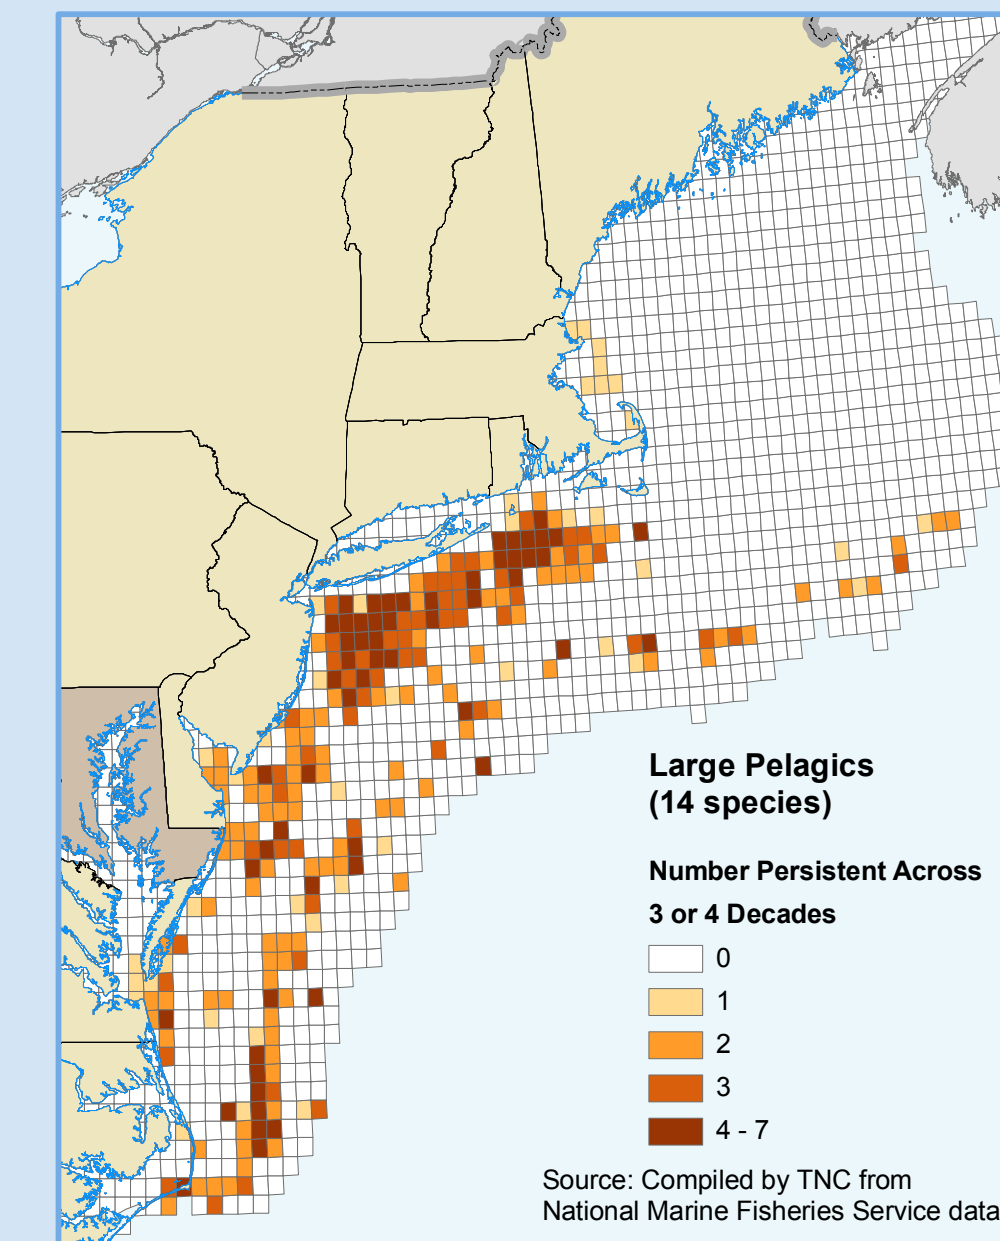 Large Pelagics
(14 species)
Number Persistent Across
3 or 4 Decades
0
1
2
3
4 - 7
Source: Compiled by TNC from
National Marine Fisheries Service data